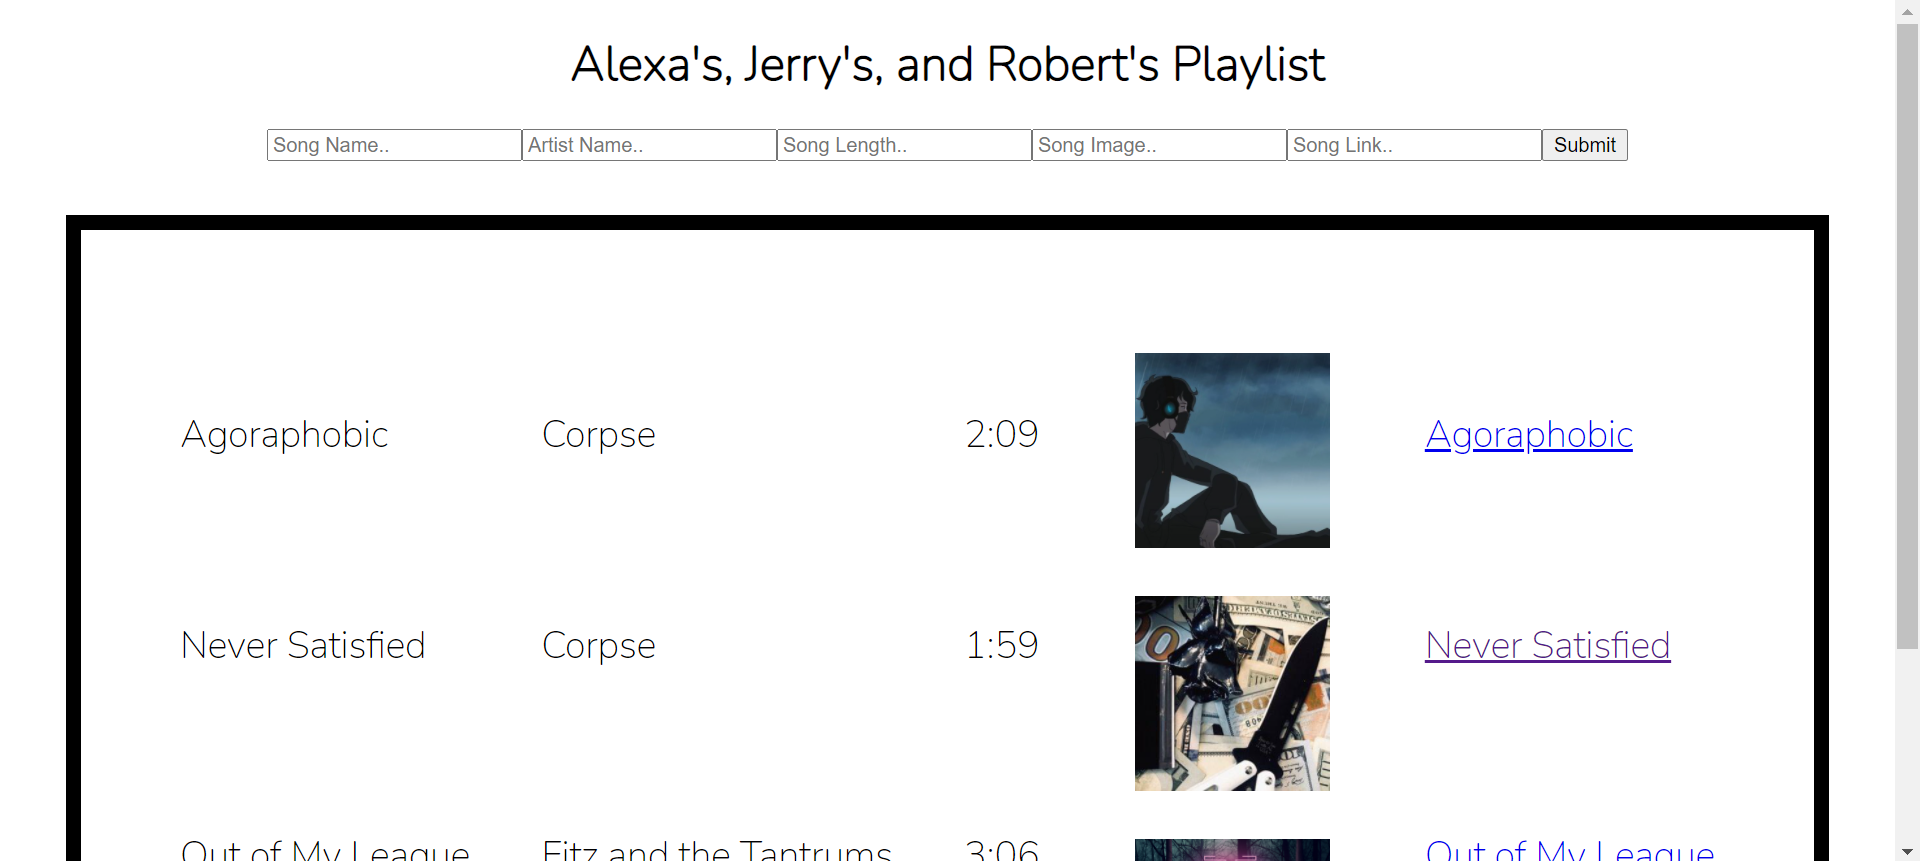 Alexa's, Jerry's, and Robert's Playlist
Song Name.. Artist Name.. Song Length.. Song Image.. Song Link.. Submit
Agoraphobic Corpse 2:09 Agoraphobic
Never Satisfied Corpse 1:59 Never Satisfied
Out of My League Fitz and the Tantrums 3:06 Out of My League